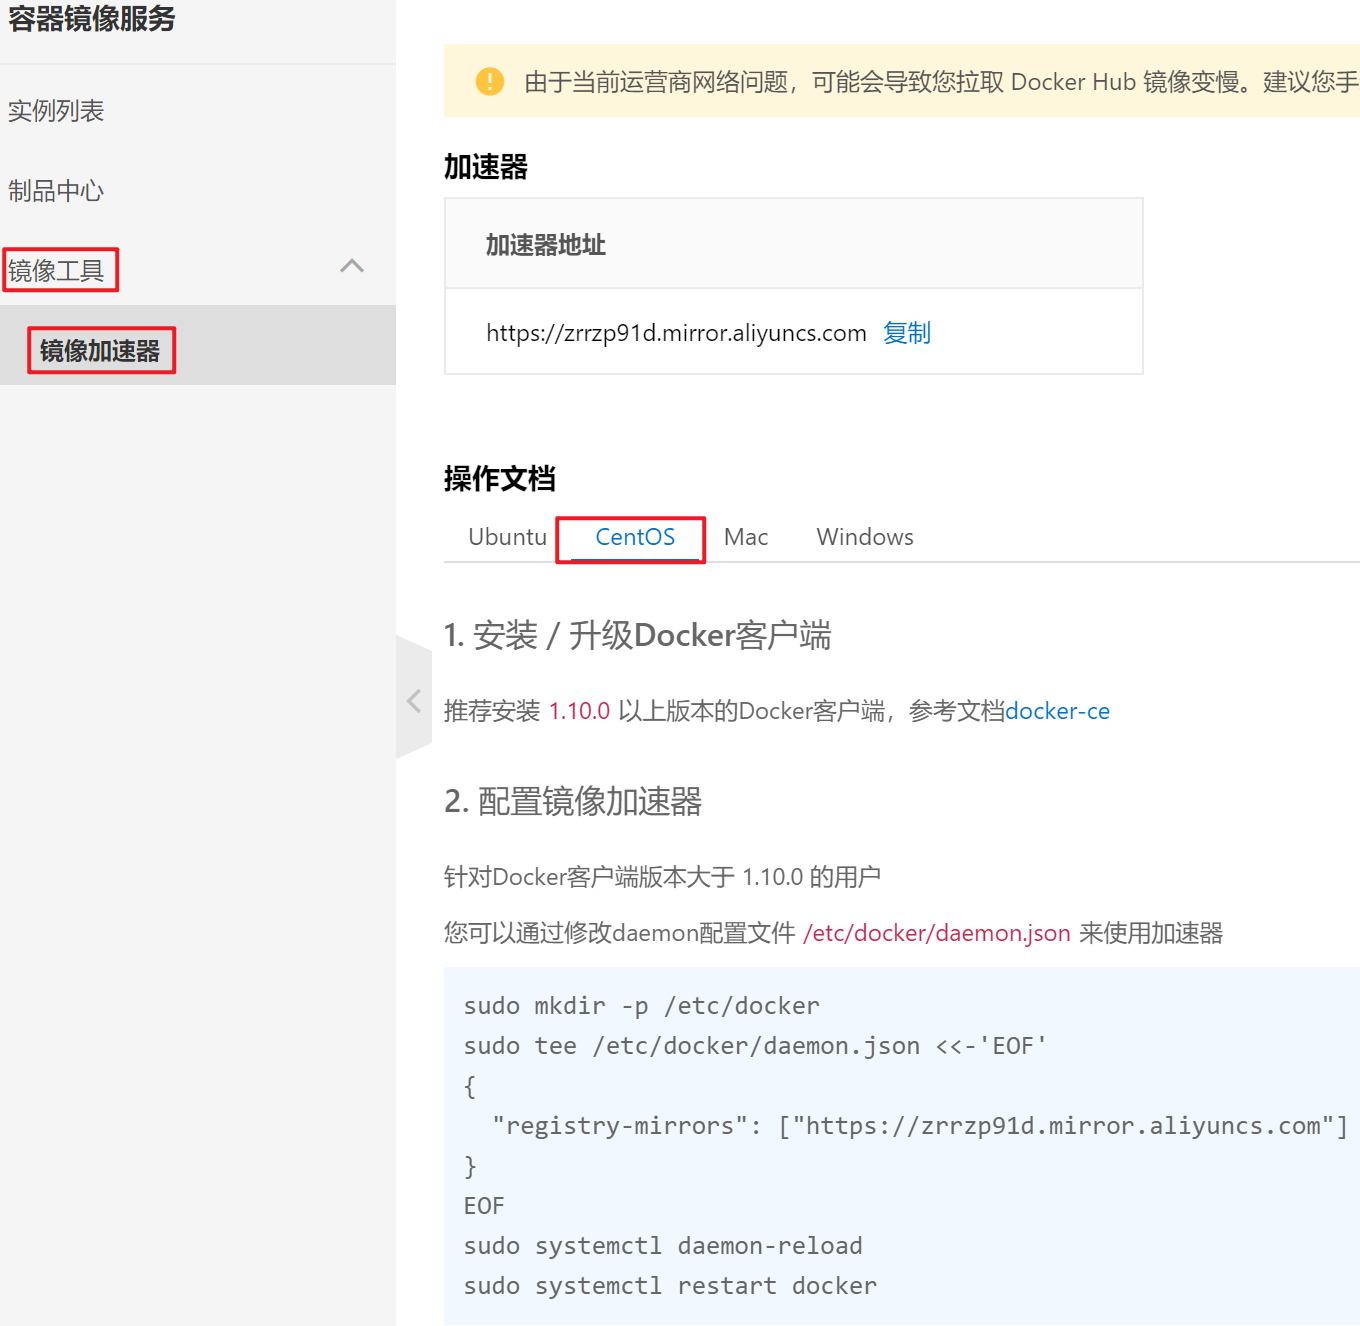 容器镜像服务
实例列表
制品中心
镜像工具
镜像加速器
由于当前运营商网络问题，可能会导致您拉取 Docker Hub 镜像变慢。建议您手
加速器
加速器地址
https://zrrzp91d.mirror.aliyuncs.com 复制
操作文档
Ubuntu CentOS Mac Windows
1. 安装 / 升级Docker客户端
推荐安装 1.10.0 以上版本的Docker客户端，参考文档docker-ce
2. 配置镜像加速器
针对Docker客户端版本大于 1.10.0 的用户
您可以通过修改daemon配置文件 /etc/docker/daemon.json 来使用加速器
sudo mkdir -p /etc/docker
sudo tee /etc/docker/daemon.json <<-'EOF'
{
  "registry-mirrors": ["https://zrrzp91d.mirror.aliyuncs.com"]
}
EOF
sudo systemctl daemon-reload
sudo systemctl restart docker